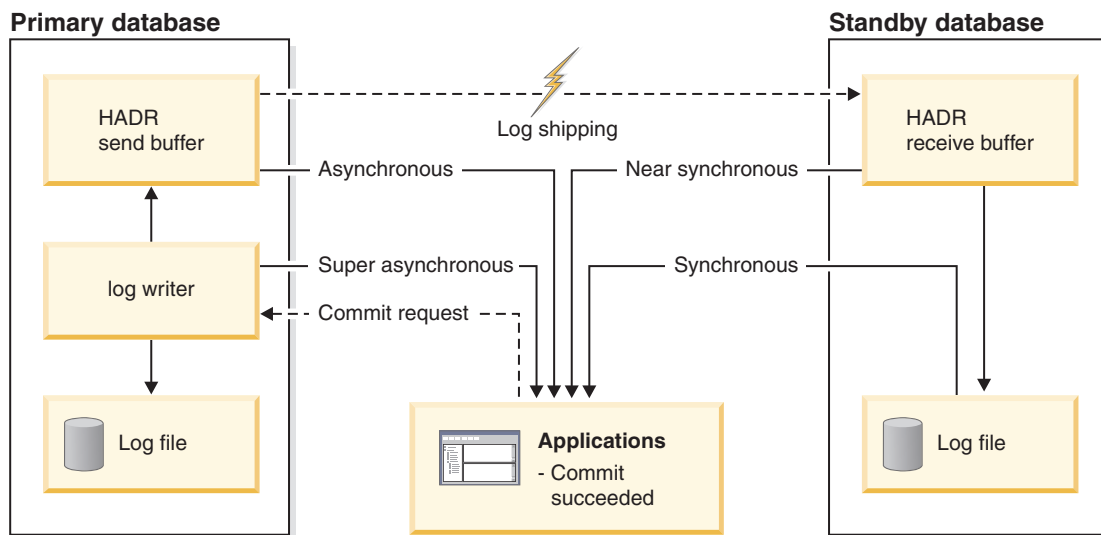 Primary database
Standby database
HADR
send buffer
Log shipping
HADR
receive buffer
Asynchronous
Near synchronous
log writer
Super asynchronous
Synchronous
Commit request
Log file
Applications
- Commit
succeeded
Log file